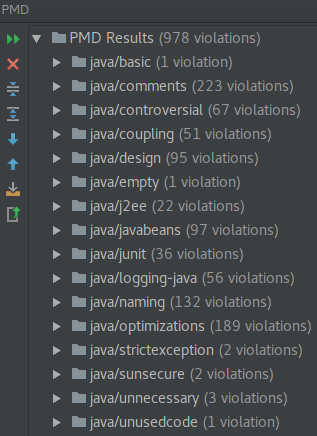 PMD
PMD Results (978 violations)
java/basic (1 violation)
java/comments (223 violations)
java/controversial (67 violations)
java/coupling (51 violations)
java/design (95 violations)
java/empty (1 violation)
java/j2ee (22 violations)
java/javabeans (97 violations)
java/junit (36 violations)
java/logging-java (56 violations)
java/naming (132 violations)
java/optimizations (189 violations)
java/strictexception (2 violations)
java/sunsecure (2 violations)
java/unnecessary (3 violations)
java/unusedcode (1 violation)